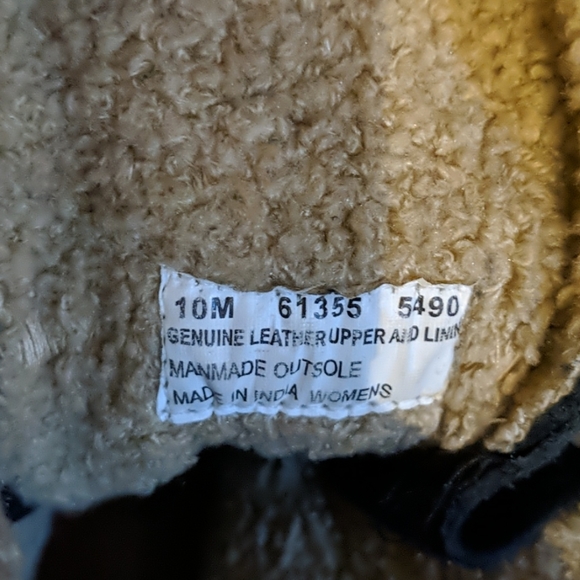 10M 61355 5490
GENUINE LEATHER UPPER AND LININ
MANMADE OUTSOLE
MADE IN INDIA WOMENS